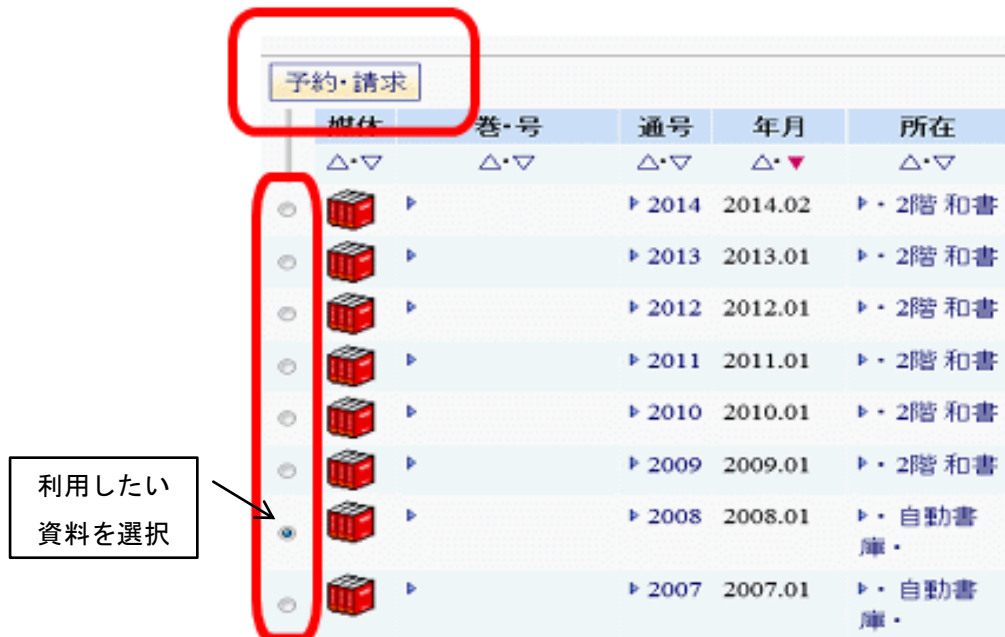 予約・請求
媒体 巻・号 通号 年月 所在
△・▽ △・▽ △・▽ △・▼ △・▽
2014 2014.02 ・ 2階 和書
2013 2013.01 ・ 2階 和書
2012 2012.01 ・ 2階 和書
2011 2011.01 ・ 2階 和書
2010 2010.01 ・ 2階 和書
2009 2009.01 ・ 2階 和書
2008 2008.01 ・ 自動書
庫・
2007 2007.01 ・ 自動書
庫・
利用したい
資料を選択